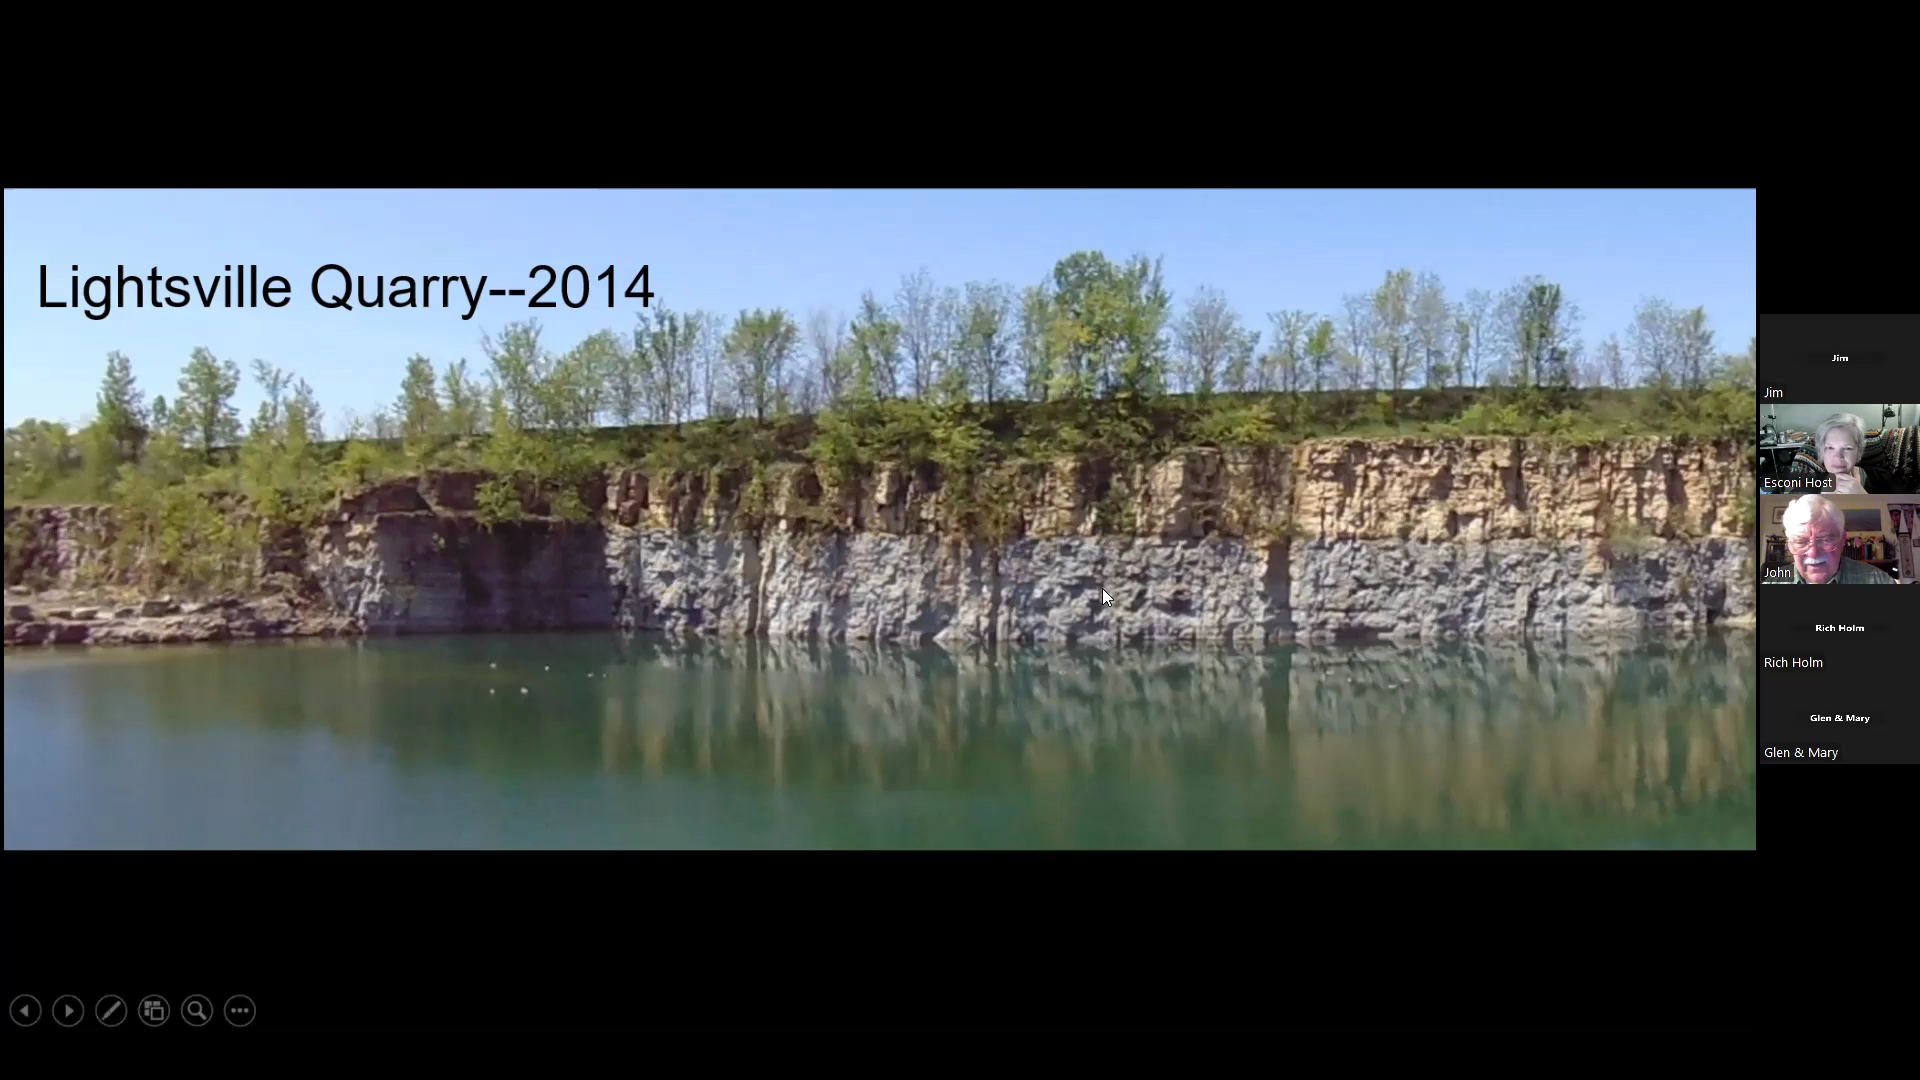 Lightsville Quarry--2014
Jim
Jim
Esconi Host
John
Rich Holm
Rich Holm
Glen & Mary
Glen & Mary